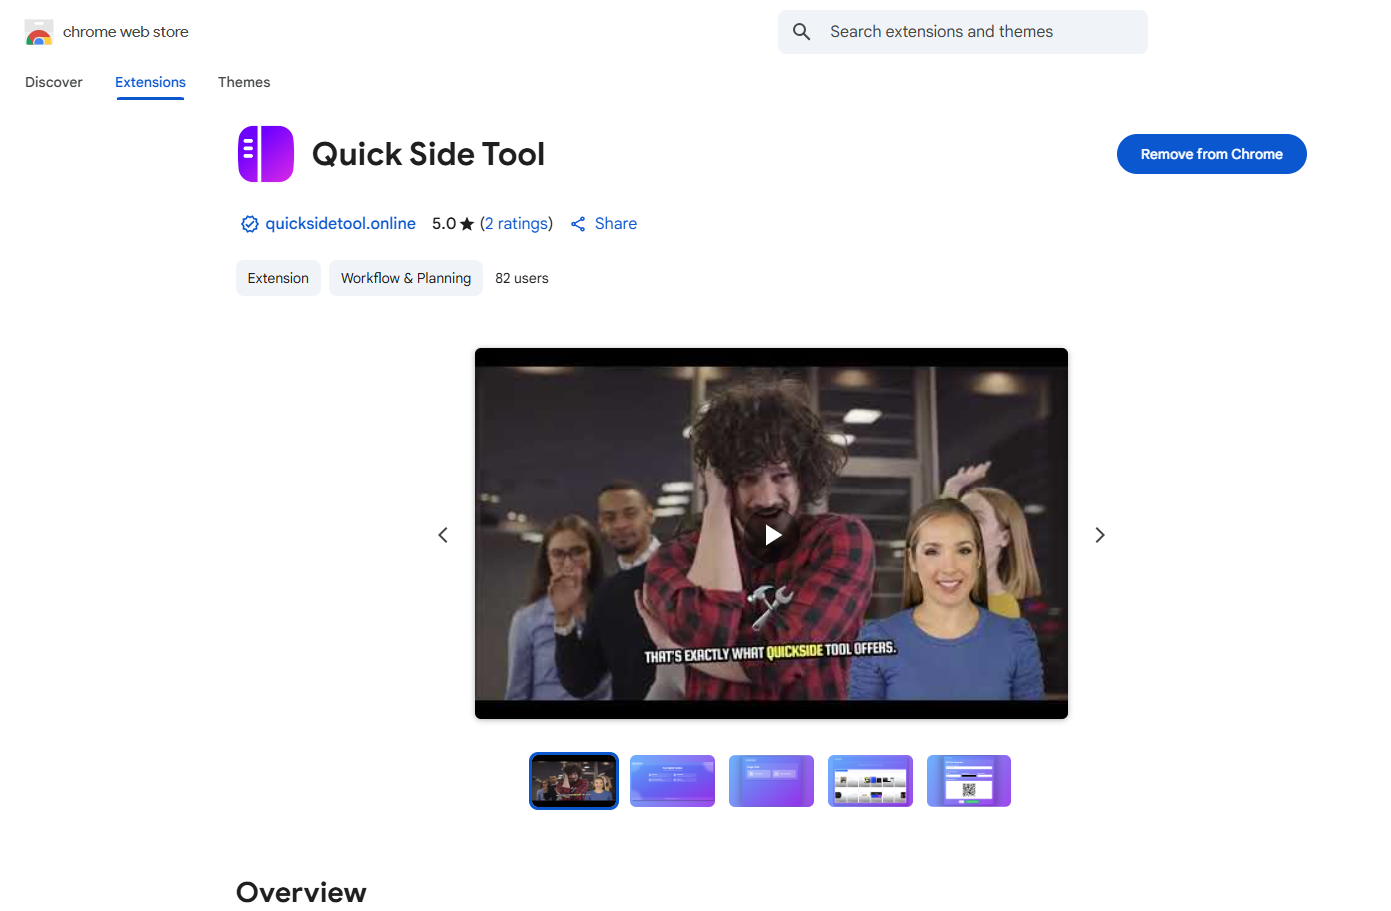 chrome web store
Search extensions and themes
Discover
Extensions
Themes
Quick Side Tool
Remove from Chrome
quicksidetool.online 5.0 ★ (2 ratings) Share
Extension
Workflow & Planning
82 users
THAT'S EXACTLY WHAT QUICKSIDE TOOL OFFERS.
Overview